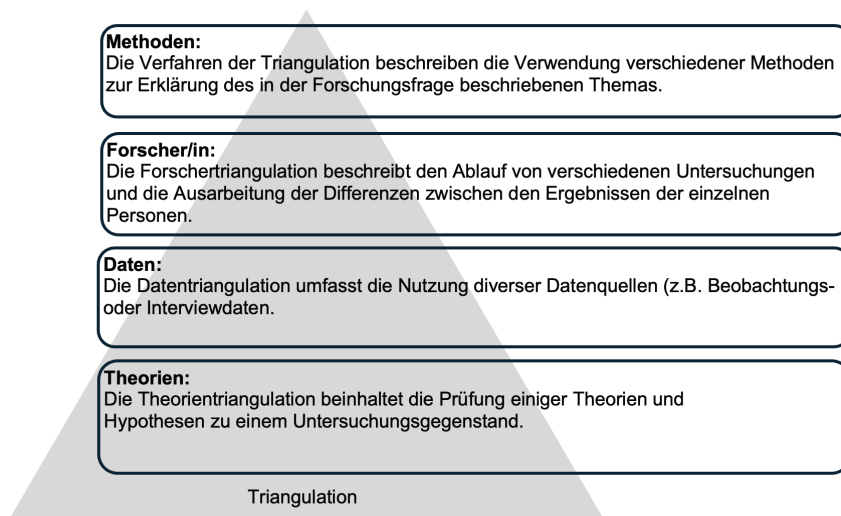 Methoden:
Die Verfahren der Triangulation beschreiben die Verwendung verschiedener Methoden
zur Erklärung des in der Forschungsfrage beschriebenen Themas.
Forscher/in:
Die Forschertriangulation beschreibt den Ablauf von verschiedenen Untersuchungen
und die Ausarbeitung der Differenzen zwischen den Ergebnissen der einzelnen
Personen.
Daten:
Die Datentriangulation umfasst die Nutzung diverser Datenquellen (z.B. Beobachtungs-
oder Interviewdaten.
Theorien:
Die Theorientriangulation beinhaltet die Prüfung einiger Theorien und
Hypothesen zu einem Untersuchungsgegenstand.
Triangulation